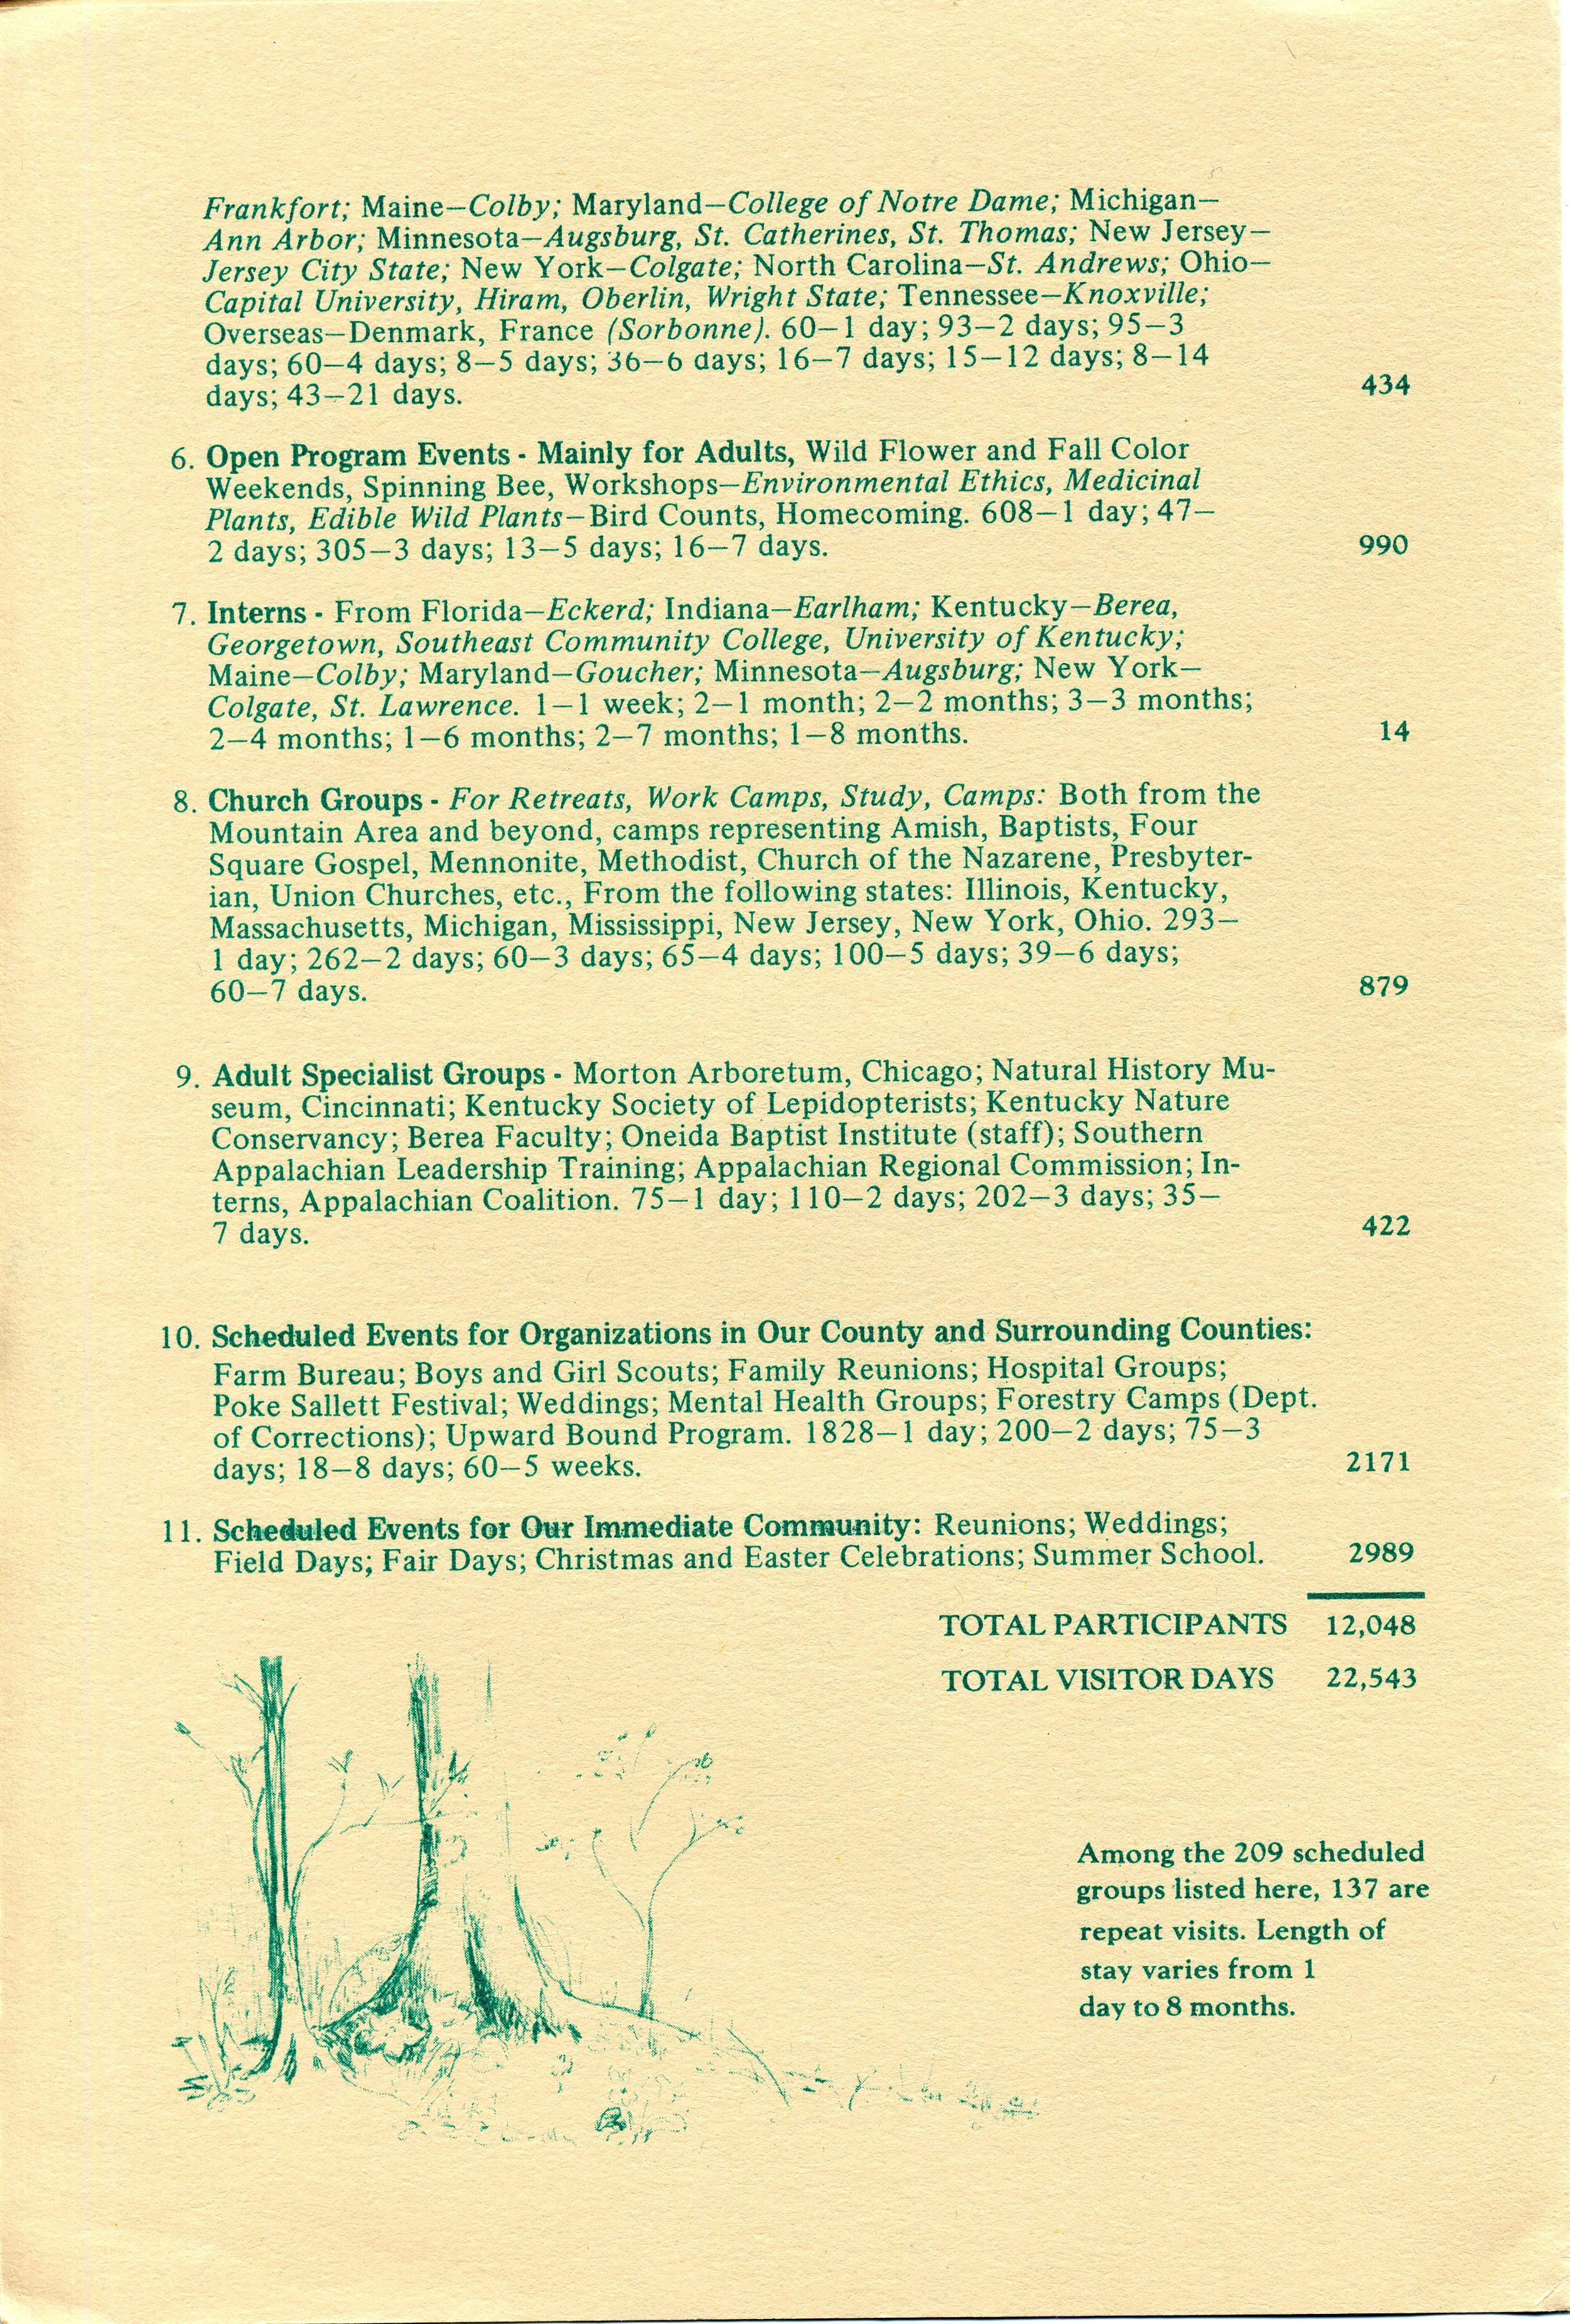 Frankfort; Maine—Colby; Maryland—College of Notre Dame; Michigan—
Ann Arbor; Minnesota—Augsburg, St. Catherines, St. Thomas; New Jersey—
Jersey City State; New York—Colgate; North Carolina—St. Andrews; Ohio—
Capital University, Hiram, Oberlin, Wright State; Tennessee—Knoxville;
Overseas—Denmark, France (Sorbonne). 60—1 day; 93—2 days; 95—3
days; 60—4 days; 8—5 days; 36—6 days; 16—7 days; 15—12 days; 8—14
days; 43—21 days. 434
6. Open Program Events - Mainly for Adults, Wild Flower and Fall Color
Weekends, Spinning Bee, Workshops—Environmental Ethics, Medicinal
Plants, Edible Wild Plants—Bird Counts, Homecoming. 608—1 day; 47—
2 days; 305—3 days; 13—5 days; 16—7 days. 990
7. Interns - From Florida—Eckerd; Indiana—Earlham; Kentucky—Berea,
Georgetown, Southeast Community College, University of Kentucky;
Maine—Colby; Maryland—Goucher; Minnesota—Augsburg; New York—
Colgate, St. Lawrence. 1—1 week; 2—1 month; 2—2 months; 3—3 months;
2—4 months; 1—6 months; 2—7 months; 1—8 months. 14
8. Church Groups - For Retreats, Work Camps, Study, Camps: Both from the
Mountain Area and beyond, camps representing Amish, Baptists, Four
Square Gospel, Mennonite, Methodist, Church of the Nazarene, Presbyter-
ian, Union Churches, etc., From the following states: Illinois, Kentucky,
Massachusetts, Michigan, Mississippi, New Jersey, New York, Ohio. 293—
1 day; 262—2 days; 60—3 days; 65—4 days; 100—5 days; 39—6 days;
60—7 days. 879
9. Adult Specialist Groups - Morton Arboretum, Chicago; Natural History Mu-
seum, Cincinnati; Kentucky Society of Lepidopterists; Kentucky Nature
Conservancy; Berea Faculty; Oneida Baptist Institute (staff); Southern
Appalachian Leadership Training; Appalachian Regional Commission; In-
terns, Appalachian Coalition. 75—1 day; 110—2 days; 202—3 days; 35—
7 days. 422
10. Scheduled Events for Organizations in Our County and Surrounding Counties:
Farm Bureau; Boys and Girl Scouts; Family Reunions; Hospital Groups;
Poke Sallett Festival; Weddings; Mental Health Groups; Forestry Camps (Dept.
of Corrections); Upward Bound Program. 1828—1 day; 200—2 days; 75—3
days; 18—8 days; 60—5 weeks. 2171
11. Scheduled Events for Our Immediate Community: Reunions; Weddings;
Field Days; Fair Days; Christmas and Easter Celebrations; Summer School. 2989
TOTAL PARTICIPANTS 12,048
TOTAL VISITOR DAYS 22,543
Among the 209 scheduled
groups listed here, 137 are
repeat visits. Length of
stay varies from 1
day to 8 months.